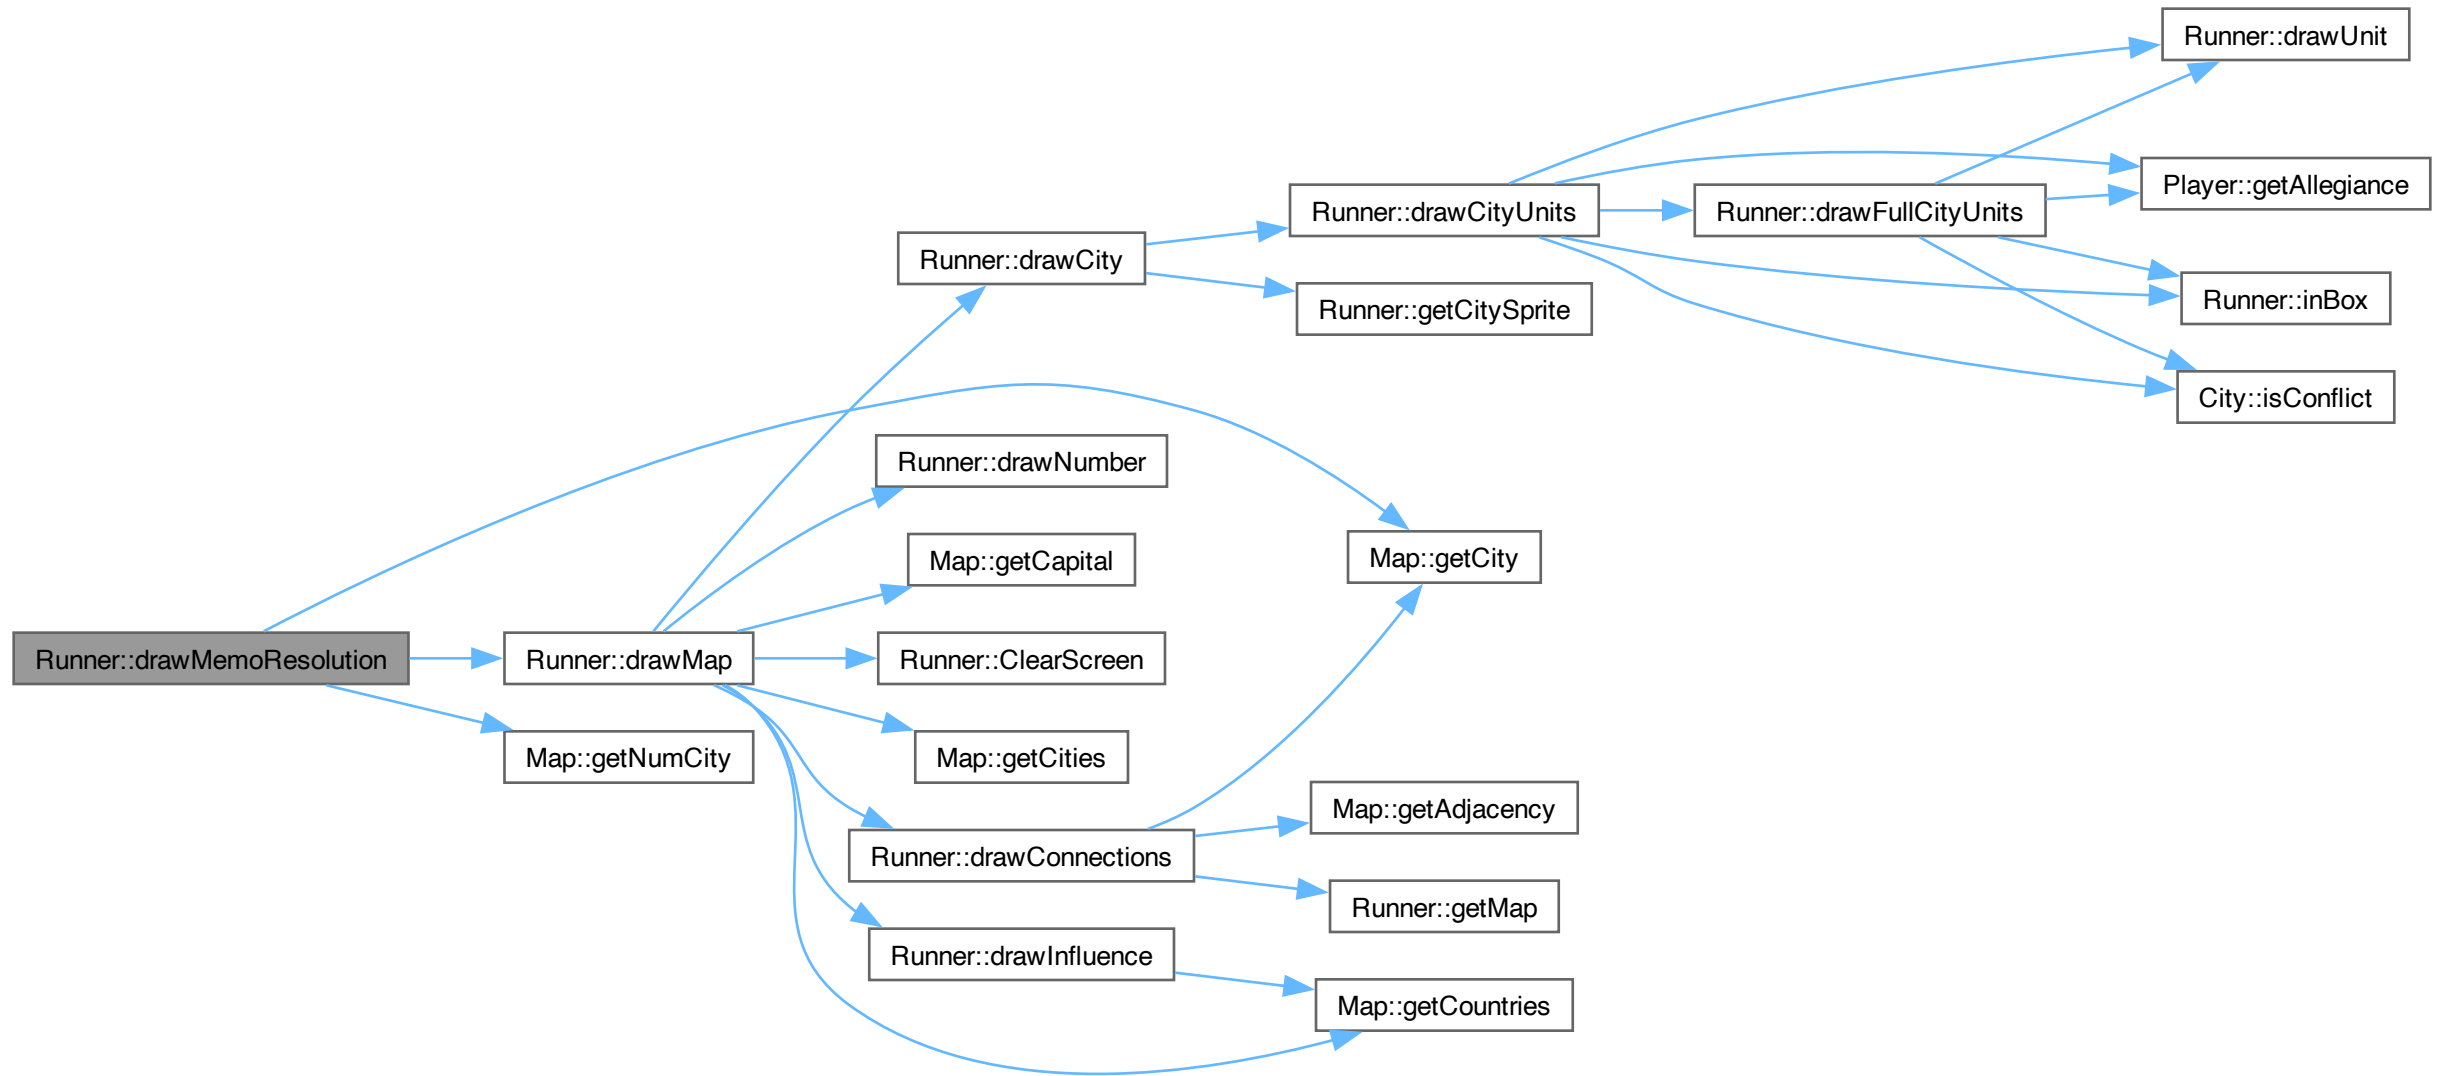 Runner::drawUnit
Player::getAllegiance
Runner::drawCityUnits
Runner::drawFullCityUnits
Runner::drawCity
Runner::inBox
Runner::getCitySprite
City::isConflict
Runner::drawNumber
Map::getCapital
Map::getCity
Runner::drawMemoResolution
Runner::drawMap
Runner::ClearScreen
Map::getNumCity
Map::getCities
Map::getAdjacency
Runner::drawConnections
Runner::getMap
Runner::drawInfluence
Map::getCountries